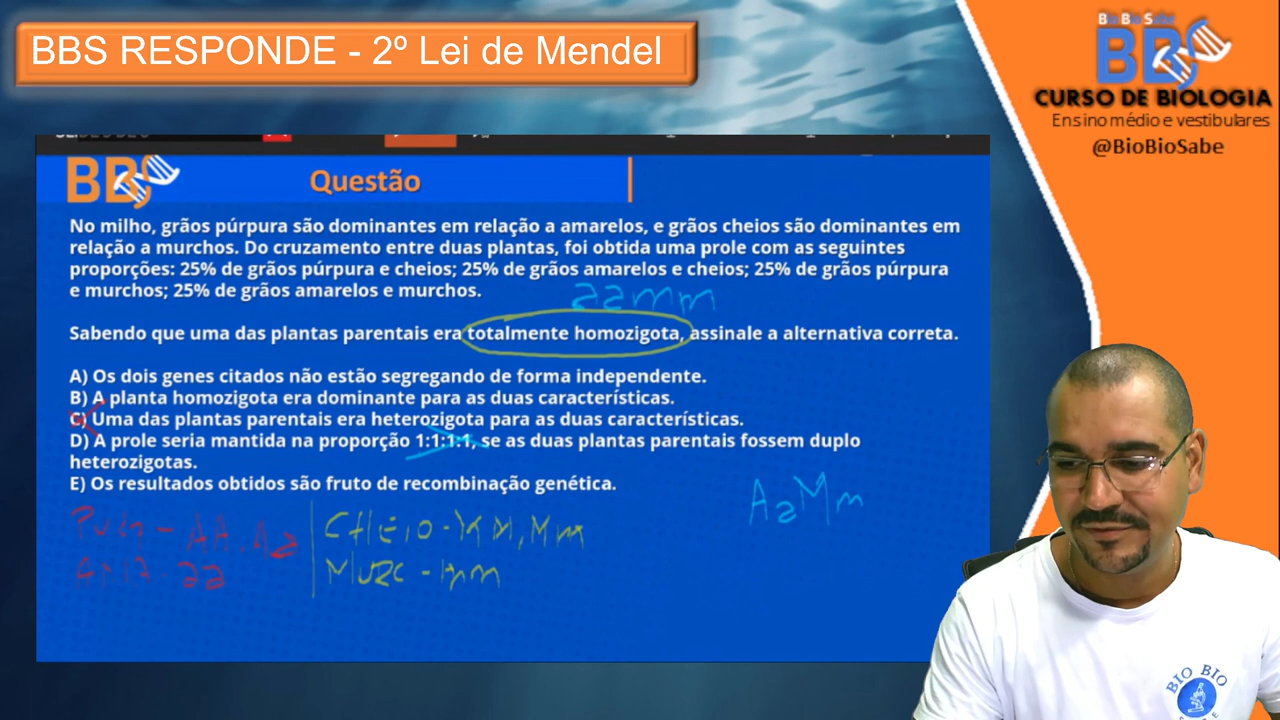 BBS RESPONDE - 2º Lei de Mendel
Bio Bio Sabe
BBS
CURSO DE BIOLOGIA
Ensino médio e vestibulares
@BioBioSabe
BBS
Questão
No milho, grãos púrpura são dominantes em relação a amarelos, e grãos cheios são dominantes em
relação a murchos. Do cruzamento entre duas plantas, foi obtida uma prole com as seguintes
proporções: 25% de grãos púrpura e cheios; 25% de grãos amarelos e cheios; 25% de grãos púrpura
e murchos; 25% de grãos amarelos e murchos.
aamm
Sabendo que uma das plantas parentais era totalmente homozigota, assinale a alternativa correta.
A) Os dois genes citados não estão segregando de forma independente.
B) A planta homozigota era dominante para as duas características.
C) Uma das plantas parentais era heterozigota para as duas características.
D) A prole seria mantida na proporção 1:1:1:1, se as duas plantas parentais fossem duplo
heterozigotas.
E) Os resultados obtidos são fruto de recombinação genética.
AaMm
AA, Aa
CHEIO - MM, Mm
aa
MURC - mm
BIO BIO